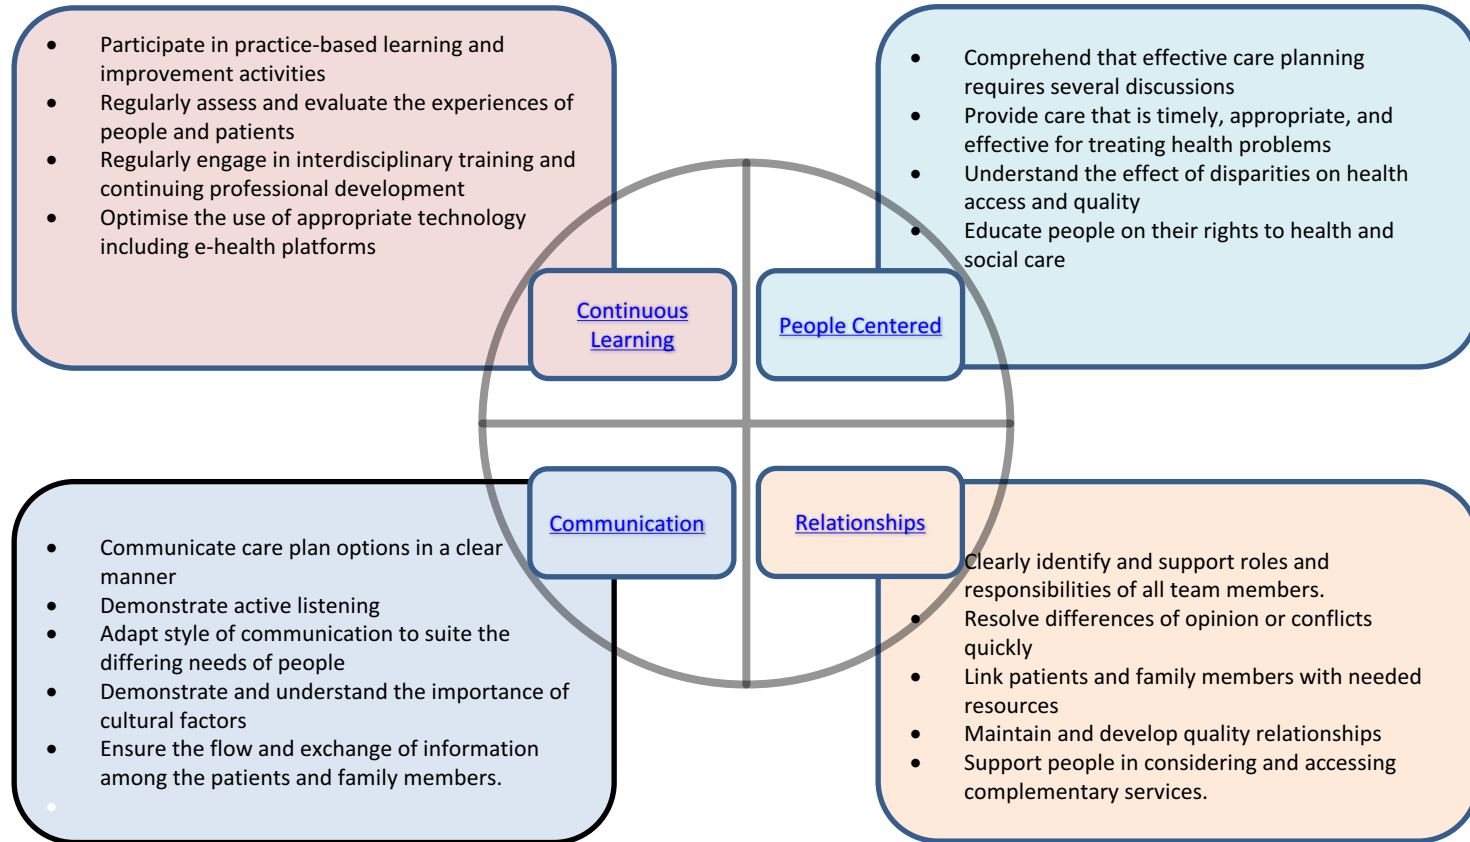 • Participate in practice-based learning and
improvement activities
• Regularly assess and evaluate the experiences of
people and patients
• Regularly engage in interdisciplinary training and
continuing professional development
• Optimise the use of appropriate technology
including e-health platforms
• Comprehend that effective care planning
requires several discussions
• Provide care that is timely, appropriate, and
effective for treating health problems
• Understand the effect of disparities on health
access and quality
• Educate people on their rights to health and
social care
Continuous
Learning
People Centered
Communication
Relationships
• Communicate care plan options in a clear
manner
• Demonstrate active listening
• Adapt style of communication to suite the
differing needs of people
• Demonstrate and understand the importance of
cultural factors
• Ensure the flow and exchange of information
among the patients and family members.
Clearly identify and support roles and
responsibilities of all team members.
• Resolve differences of opinion or conflicts
quickly
• Link patients and family members with needed
resources
• Maintain and develop quality relationships
• Support people in considering and accessing
complementary services.